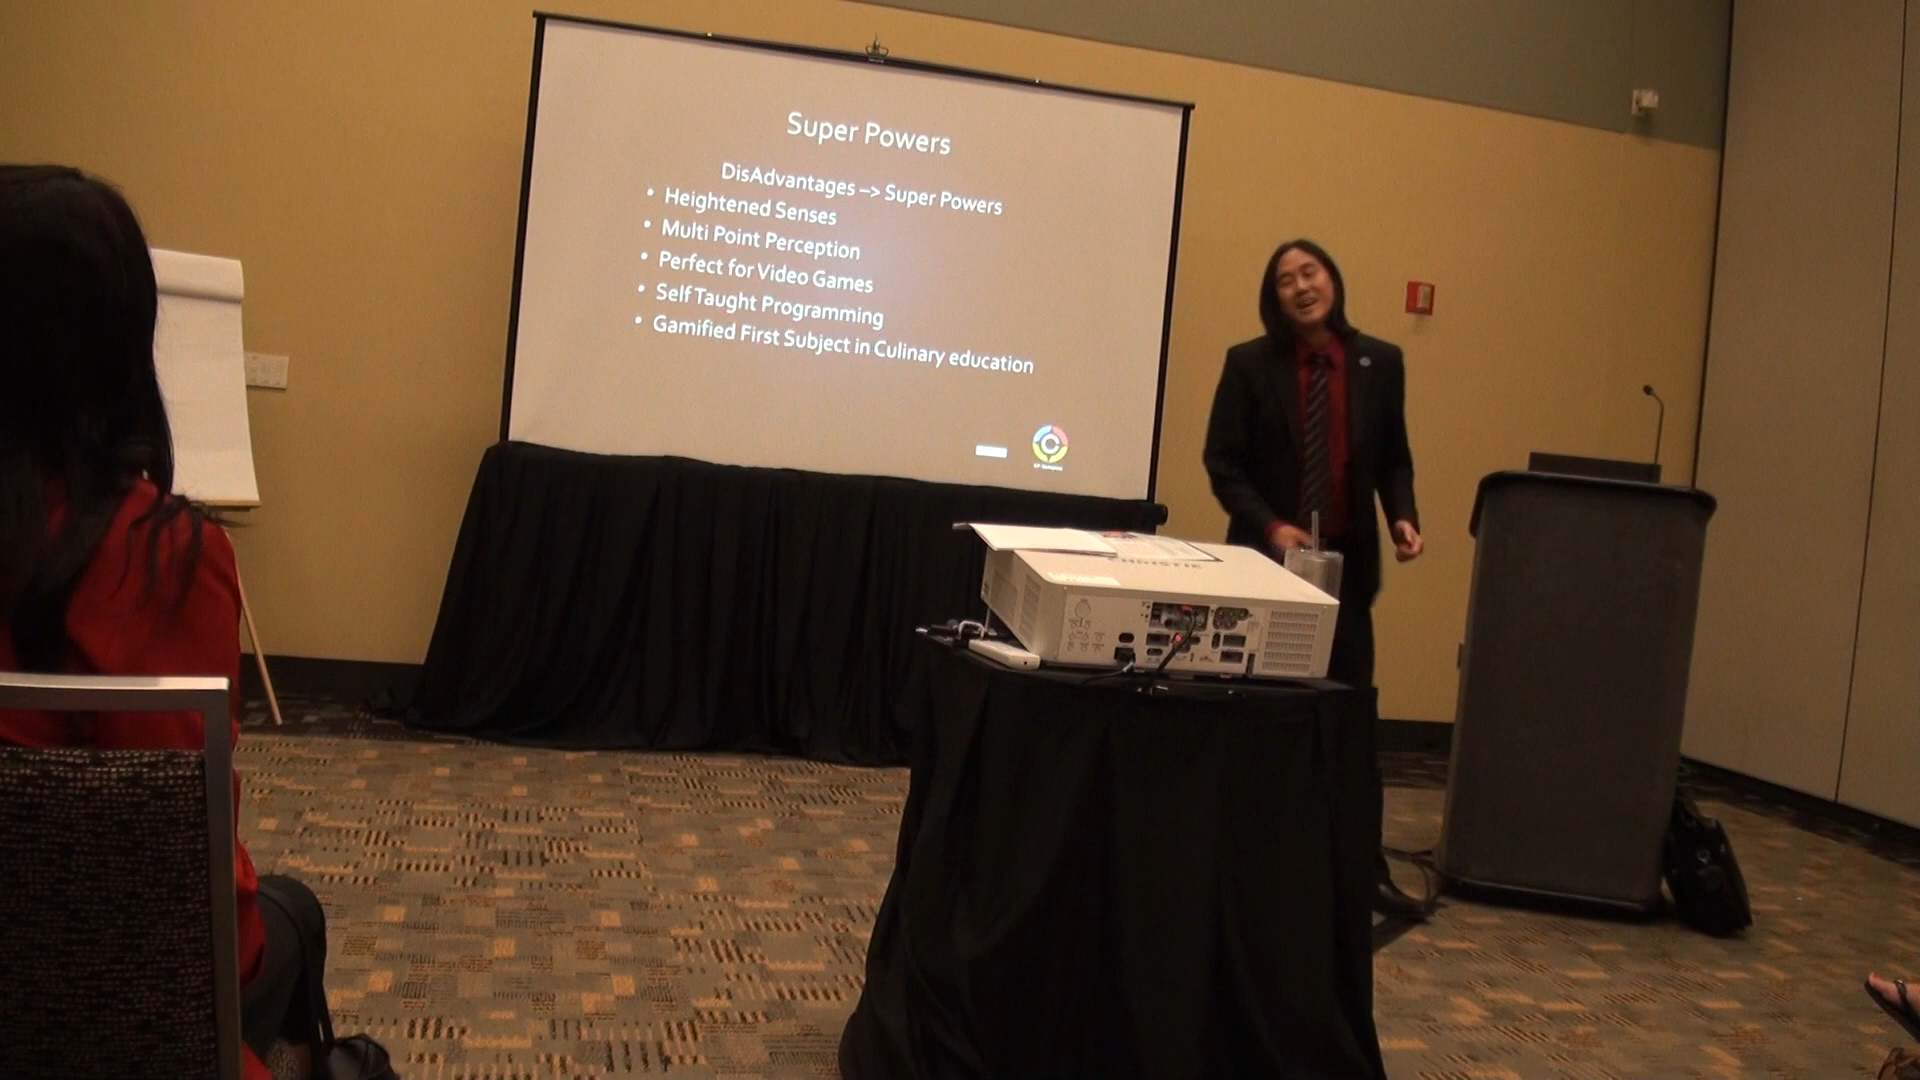 Super Powers
DisAdvantages –> Super Powers
• Heightened Senses
• Multi Point Perception
• Perfect for Video Games
• Self Taught Programming
• Gamified First Subject in Culinary education
C
CHRISTIE